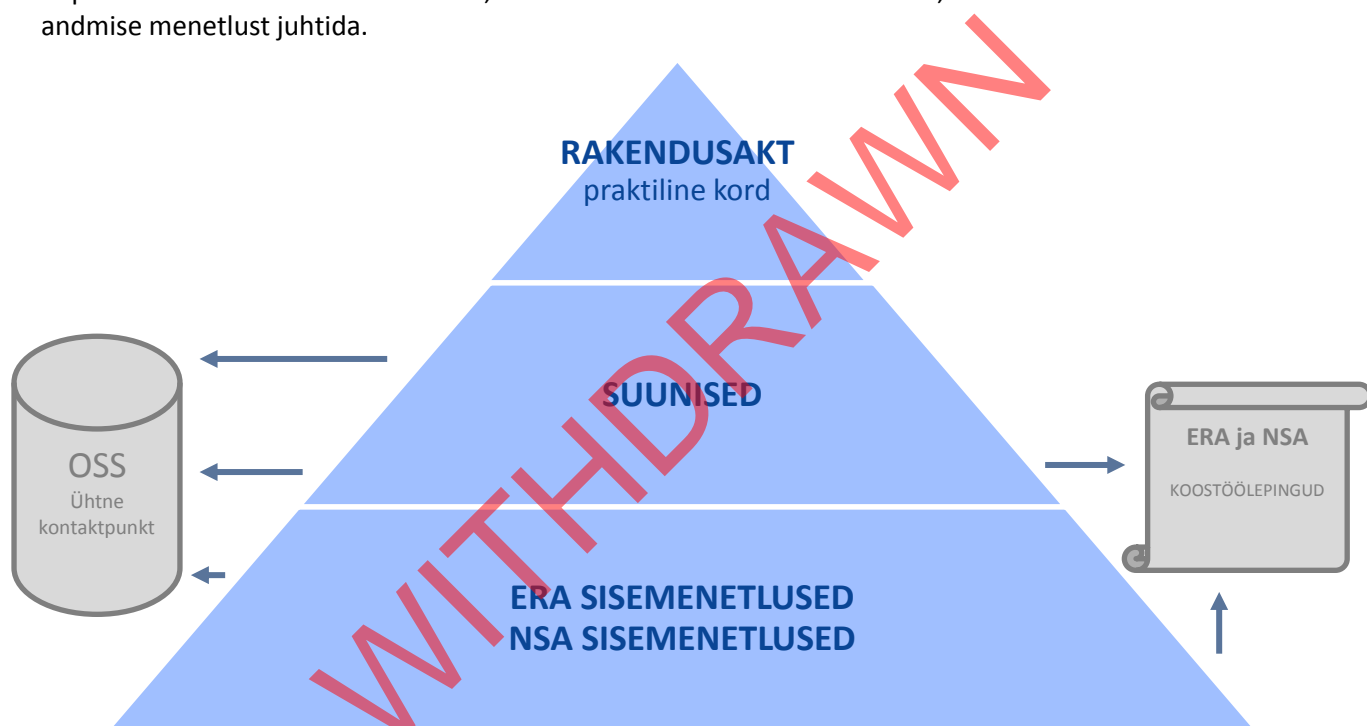 andmise menetlust juhtida.
RAKENDUSAKT
praktiline kord
SUUNISED
OSS
Ühtne
kontaktpunkt
ERA ja NSA
KOOSTÖÖLEPINGUD
ERA SISEMENETLUSED
NSA SISEMENETLUSED
WITHDRAWN